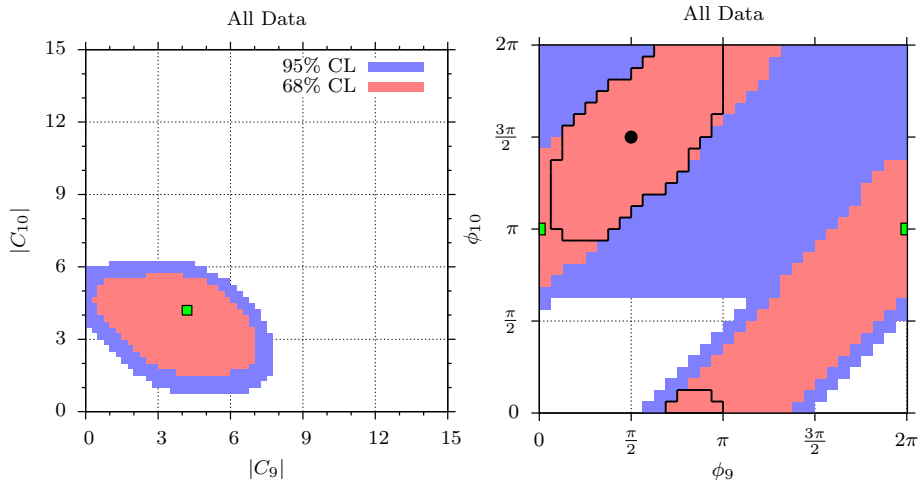 All Data
95% CL
68% CL
15
12
9
6
3
0
|C10|
0 3 6 9 12 15
|C9|
All Data
2π
3π/2
π
π/2
0
ϕ10
0 π/2 π 3π/2 2π
ϕ9